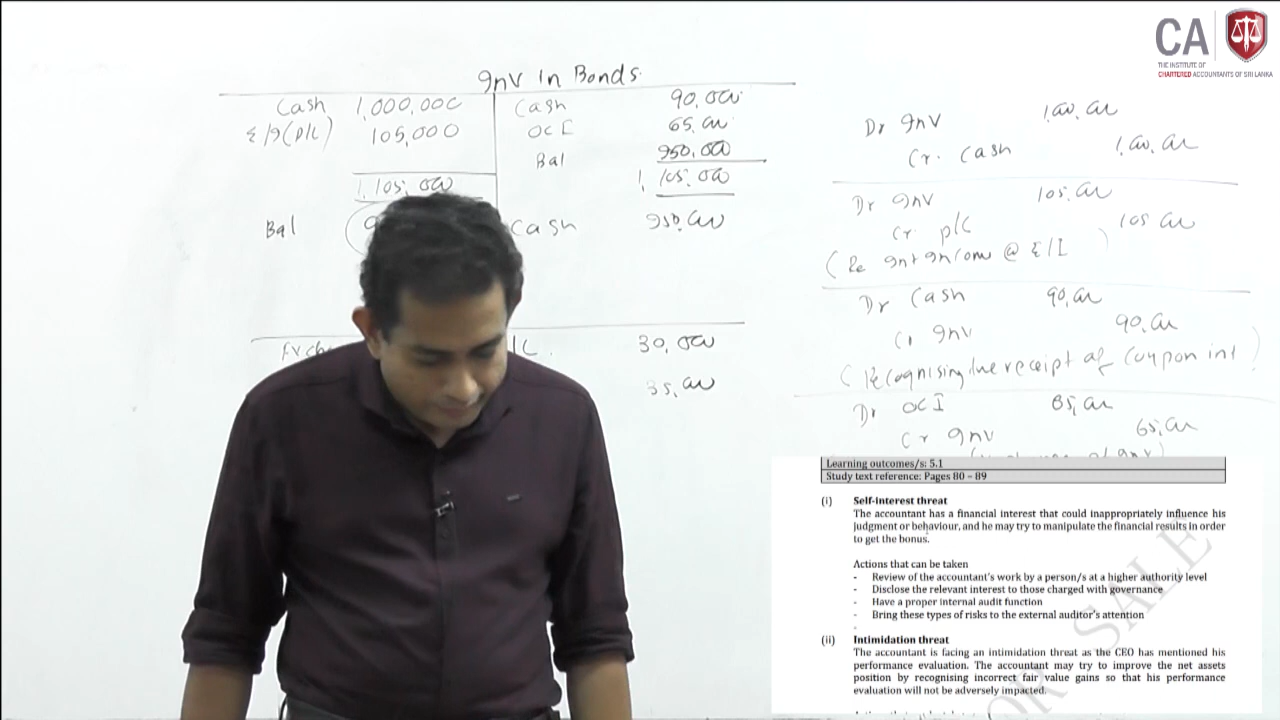 CA
THE INSTITUTE OF
CHARTERED ACCOUNTANTS OF SRI LANKA
Inv in Bonds
Cash 1,000,000 Cash 90,000
E/I (P/L) 105,000 OCI 65,000
Bal 950,000
1,105,000 1,105,000
Bal 9 Cash 950,000
30,000
35,000
Dr Inv
Cr. Cash
Dr Inv 105,000
Cr. P/L 105,000
(Re Int Income @ E/I)
Dr Cash 90,000
Cr Inv 90,000
(Recognising the receipt of Coupon int)
Dr OCI 65,000
Cr Inv 65,000
Learning outcomes/s: 5.1
Study text reference: Pages 80 – 89
(i) Self-interest threat
The accountant has a financial interest that could inappropriately influence his
judgment or behaviour, and he may try to manipulate the financial results in order
to get the bonus.
Actions that can be taken
- Review of the accountant's work by a person/s at a higher authority level
- Disclose the relevant interest to those charged with governance
- Have a proper internal audit function
- Bring these types of risks to the external auditor's attention
-
(ii) Intimidation threat
The accountant is facing an intimidation threat as the CEO has mentioned his
performance evaluation. The accountant may try to improve the net assets
position by recognising incorrect fair value gains so that his performance
evaluation will not be adversely impacted.
OR SALE